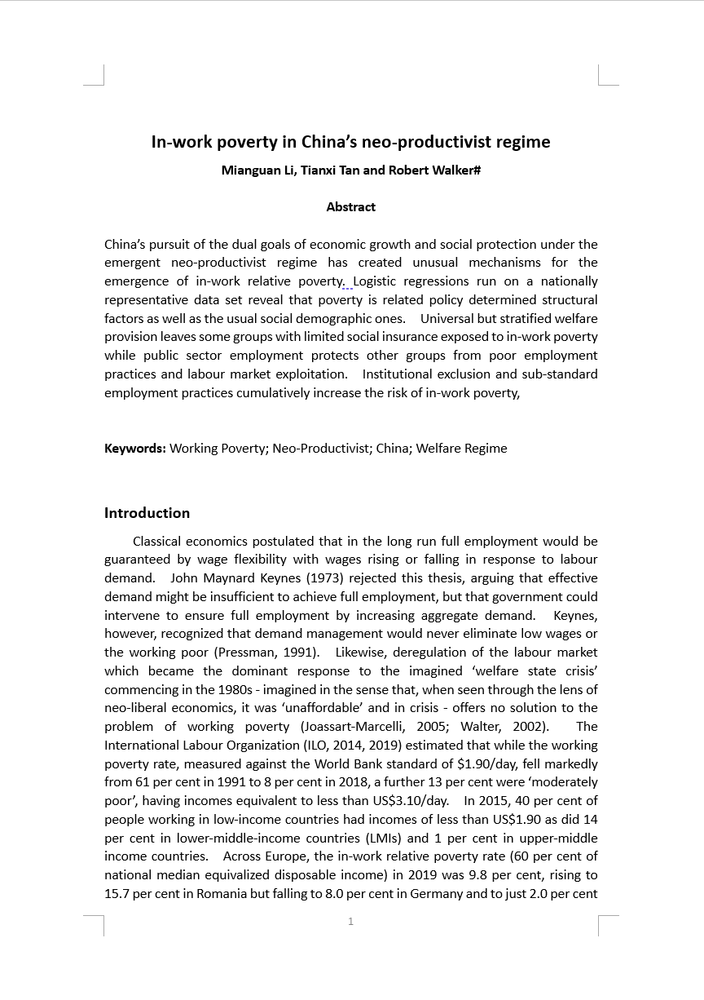 In-work poverty in China’s neo-productivist regime
Mianguan Li, Tianxi Tan and Robert Walker#
Abstract
China’s pursuit of the dual goals of economic growth and social protection under the
emergent neo-productivist regime has created unusual mechanisms for the
emergence of in-work relative poverty. Logistic regressions run on a nationally
representative data set reveal that poverty is related policy determined structural
factors as well as the usual social demographic ones. Universal but stratified welfare
provision leaves some groups with limited social insurance exposed to in-work poverty
while public sector employment protects other groups from poor employment
practices and labour market exploitation. Institutional exclusion and sub-standard
employment practices cumulatively increase the risk of in-work poverty,
Keywords: Working Poverty; Neo-Productivist; China; Welfare Regime
Introduction
Classical economics postulated that in the long run full employment would be
guaranteed by wage flexibility with wages rising or falling in response to labour
demand. John Maynard Keynes (1973) rejected this thesis, arguing that effective
demand might be insufficient to achieve full employment, but that government could
intervene to ensure full employment by increasing aggregate demand. Keynes,
however, recognized that demand management would never eliminate low wages or
the working poor (Pressman, 1991). Likewise, deregulation of the labour market
which became the dominant response to the imagined ‘welfare state crisis’
commencing in the 1980s - imagined in the sense that, when seen through the lens of
neo-liberal economics, it was ‘unaffordable’ and in crisis - offers no solution to the
problem of working poverty (Joassart-Marcelli, 2005; Walter, 2002). The
International Labour Organization (ILO, 2014, 2019) estimated that while the working
poverty rate, measured against the World Bank standard of $1.90/day, fell markedly
from 61 per cent in 1991 to 8 per cent in 2018, a further 13 per cent were ‘moderately
poor’, having incomes equivalent to less than US$3.10/day. In 2015, 40 per cent of
people working in low-income countries had incomes of less than US$1.90 as did 14
per cent in lower-middle-income countries (LMIs) and 1 per cent in upper-middle
income countries. Across Europe, the in-work relative poverty rate (60 per cent of
national median equivalized disposable income) in 2019 was 9.8 per cent, rising to
15.7 per cent in Romania but falling to 8.0 per cent in Germany and to just 2.0 per cent
1